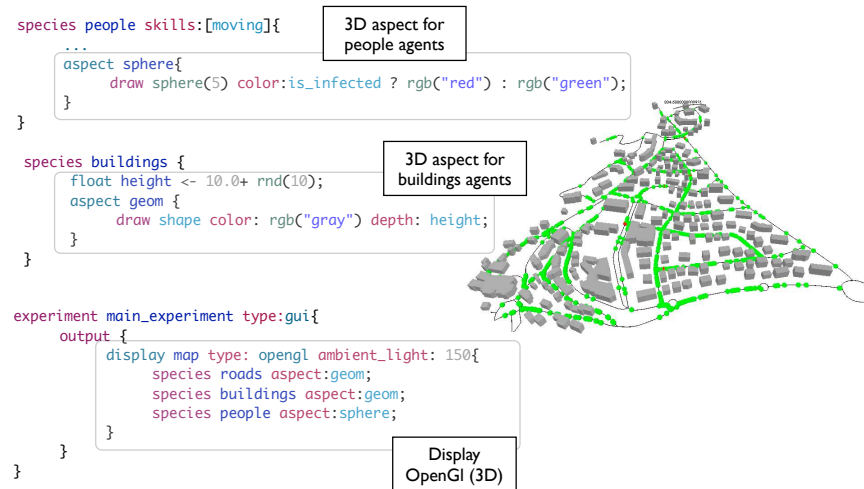 species people skills:[moving]{
...
aspect sphere{
draw sphere(5) color:is_infected ? rgb("red") : rgb("green");
}
}
3D aspect for
people agents
species buildings {
float height <- 10.0+ rnd(10);
aspect geom {
draw shape color: rgb("gray") depth: height;
}
}
3D aspect for
buildings agents
experiment main_experiment type:gui{
output {
display map type: opengl ambient_light: 150{
species roads aspect:geom;
species buildings aspect:geom;
species people aspect:sphere;
}
}
}
Display
OpenGl (3D)